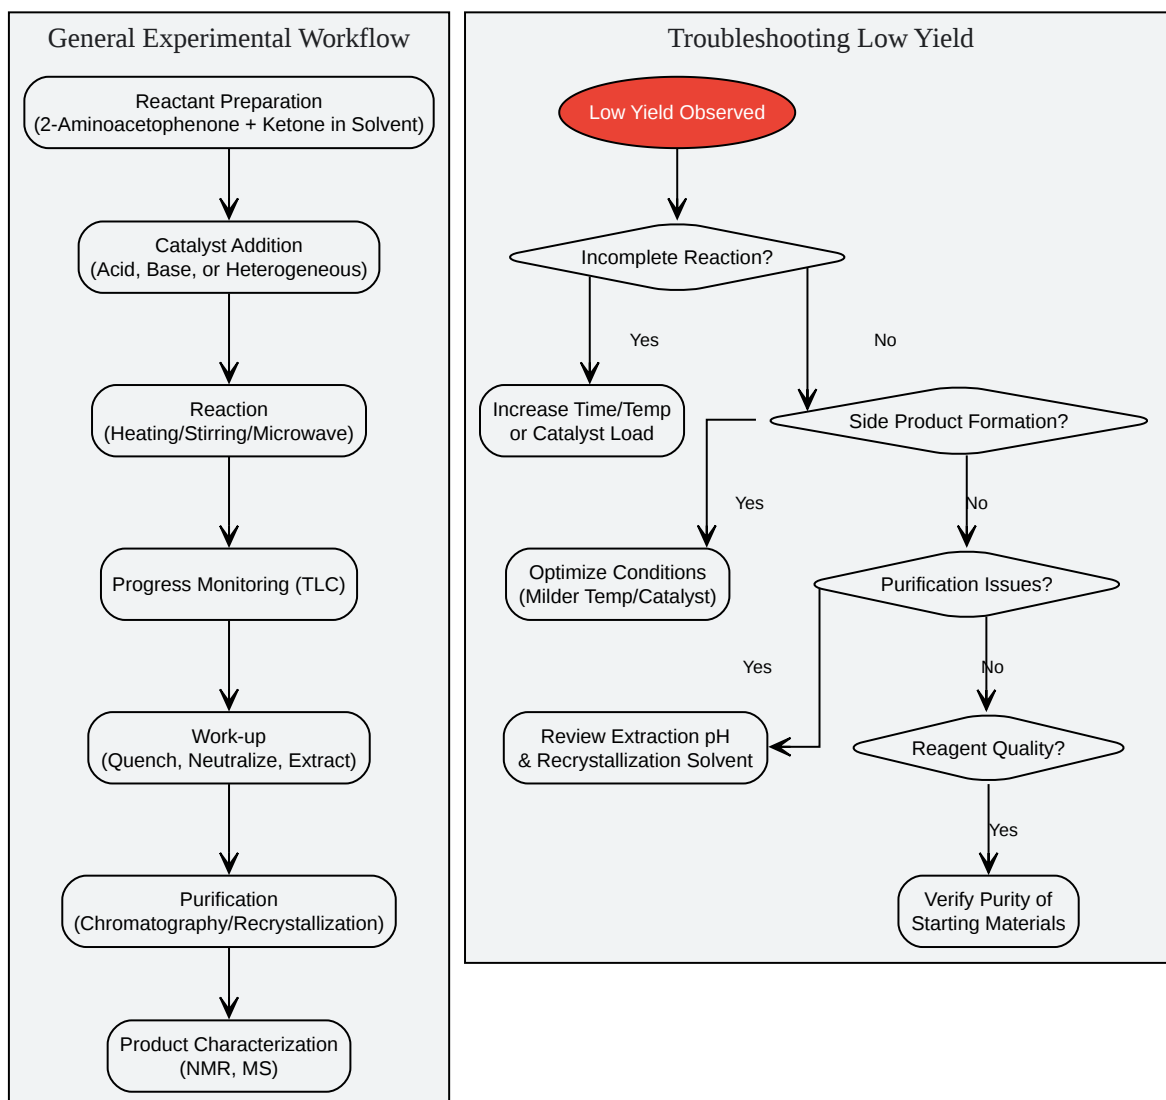 General Experimental Workflow
Reactant Preparation
(2-Aminoacetophenone + Ketone in Solvent)
Catalyst Addition
(Acid, Base, or Heterogeneous)
Reaction
(Heating/Stirring/Microwave)
Progress Monitoring (TLC)
Work-up
(Quench, Neutralize, Extract)
Purification
(Chromatography/Recrystallization)
Product Characterization
(NMR, MS)
Troubleshooting Low Yield
Low Yield Observed
Incomplete Reaction?
Yes
No
Increase Time/Temp
or Catalyst Load
Side Product Formation?
Yes
No
Optimize Conditions
(Milder Temp/Catalyst)
Purification Issues?
Yes
No
Review Extraction pH
& Recrystallization Solvent
Reagent Quality?
Yes
Verify Purity of
Starting Materials